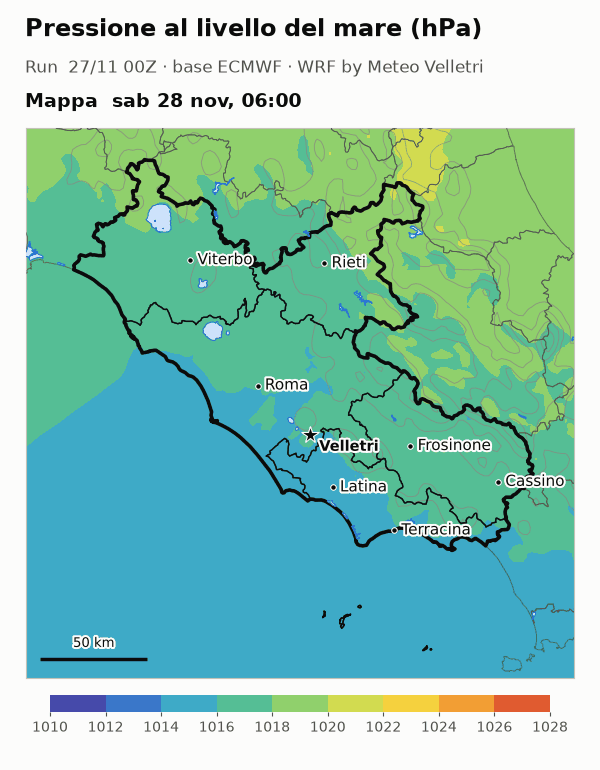 Pressione al livello del mare (hPa)
Run  27/11 00Z · base ECMWF · WRF by Meteo Velletri
Mappa  sab 28 nov, 06:00
Viterbo
Rieti
Roma
Velletri
Frosinone
Cassino
Latina
Terracina
50 km
1010 1012 1014 1016 1018 1020 1022 1024 1026 1028